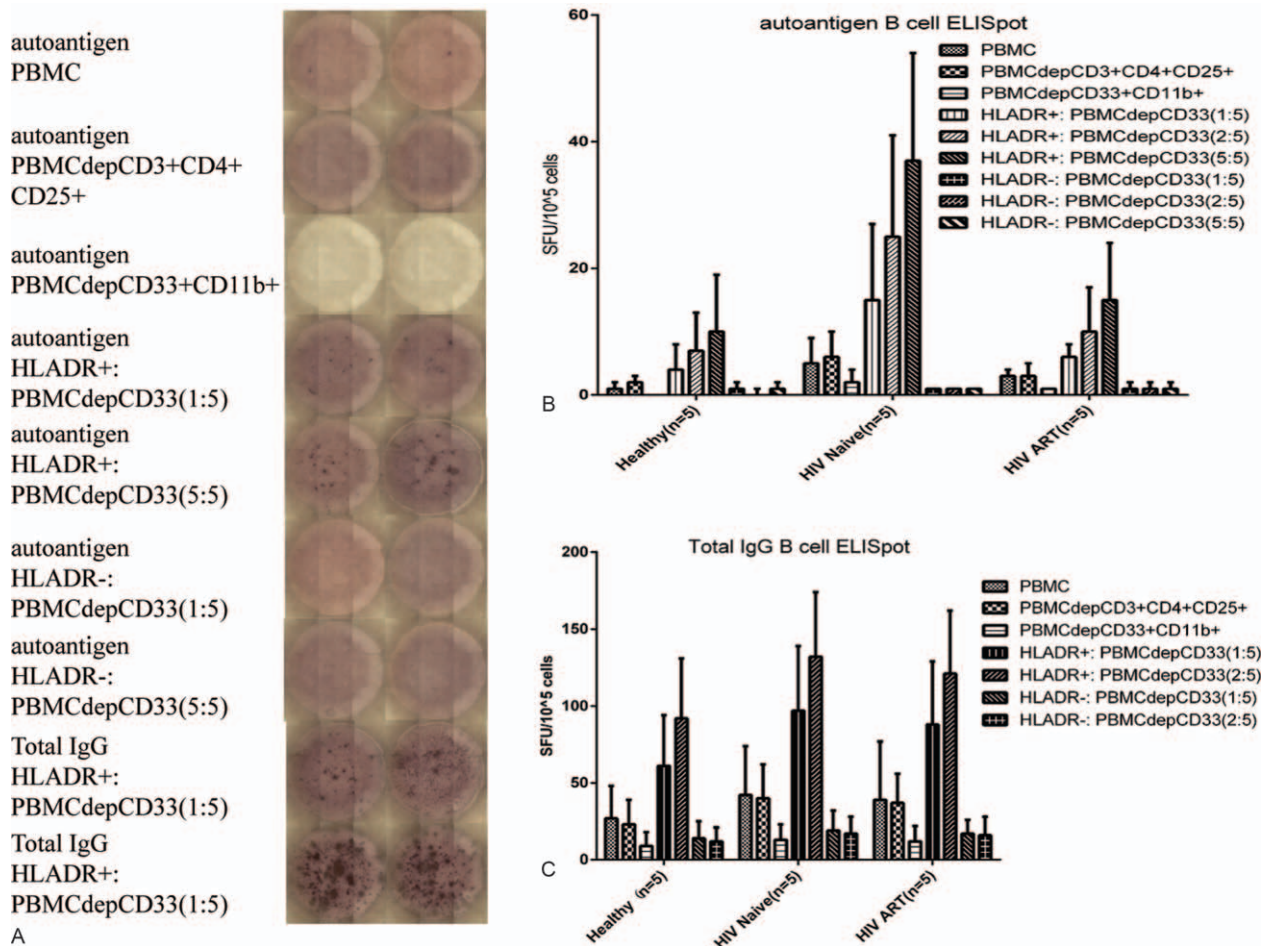 autoantigen
PBMC
autoantigen
PBMCdepCD3+CD4+
CD25+
autoantigen
PBMCdepCD33+CD11b+
autoantigen
HLADR+:
PBMCdepCD33(1:5)
autoantigen
HLADR+:
PBMCdepCD33(5:5)
autoantigen
HLADR-:
PBMCdepCD33(1:5)
autoantigen
HLADR-:
PBMCdepCD33(5:5)
Total IgG
HLADR+:
PBMCdepCD33(1:5)
Total IgG
HLADR+:
PBMCdepCD33(1:5)
A
autoantigen B cell ELISpot
60
40
20
0
SFU/10^5 cells
PBMC
PBMCdepCD3+CD4+CD25+
PBMCdepCD33+CD11b+
HLADR+: PBMCdepCD33(1:5)
HLADR+: PBMCdepCD33(2:5)
HLADR+: PBMCdepCD33(5:5)
HLADR-: PBMCdepCD33(1:5)
HLADR-: PBMCdepCD33(2:5)
HLADR-: PBMCdepCD33(5:5)
Healthy(n=5)
HIV Naive(n=5)
HIV ART(n=5)
B
Total IgG B cell ELISpot
200
150
100
50
0
SFU/10^5 cells
PBMC
PBMCdepCD3+CD4+CD25+
PBMCdepCD33+CD11b+
HLADR+: PBMCdepCD33(1:5)
HLADR+: PBMCdepCD33(2:5)
HLADR-: PBMCdepCD33(1:5)
HLADR-: PBMCdepCD33(2:5)
Healthy (n=5)
HIV Naive(n=5)
HIV ART(n=5)
C